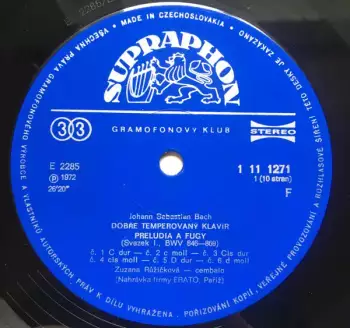 VŠECHNA PRÁVA GRAMOFONOVÉHO VÝROBCE A VLASTNÍKŮ AUTORSKÝCH PRÁV K DÍLU VYHRAZENA. POŘIZOVÁNÍ KOPIÍ, VEŘEJNÉ PROVOZOVÁNÍ A ROZHLASOVÉ ŠÍŘENÍ TÉTO DESKY JE ZAKÁZÁNO
• MADE IN CZECHOSLOVAKIA •
SUPRAPHON
33
GRAMOFONOVÝ KLUB
STEREO
E 2285
Ⓟ 1972
26'20"
1 11 1271
1 (10 stran)
F
Johann Sebastian Bach
DOBŘE TEMPEROVANÝ KLAVÍR
PRELUDIA A FUGY
(Svazek I., BWV 846–869)
č. 1 C dur — č. 2 c moll — č. 3 Cis dur
č. 4 cis moll — č. 5 D dur — č. 6 d moll
Zuzana Růžičková — cembalo
(Nahrávka firmy ERATO, Paříž)